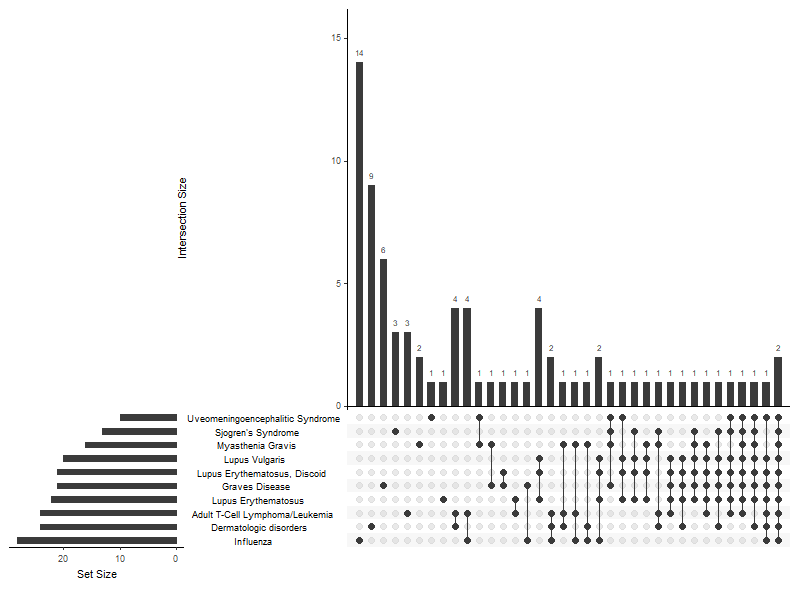 15
14
10
9
6
5
4 4 4
3 3
2 2 2 2
1 1 1 1 1 1 1 1 1 1 1 1 1 1 1 1 1 1 1 1 1 1 1 1
0
Intersection Size
Uveomeningoencephalitic Syndrome
Sjogren's Syndrome
Myasthenia Gravis
Lupus Vulgaris
Lupus Erythematosus, Discoid
Graves Disease
Lupus Erythematosus
Adult T-Cell Lymphoma/Leukemia
Dermatologic disorders
Influenza
20 10 0
Set Size